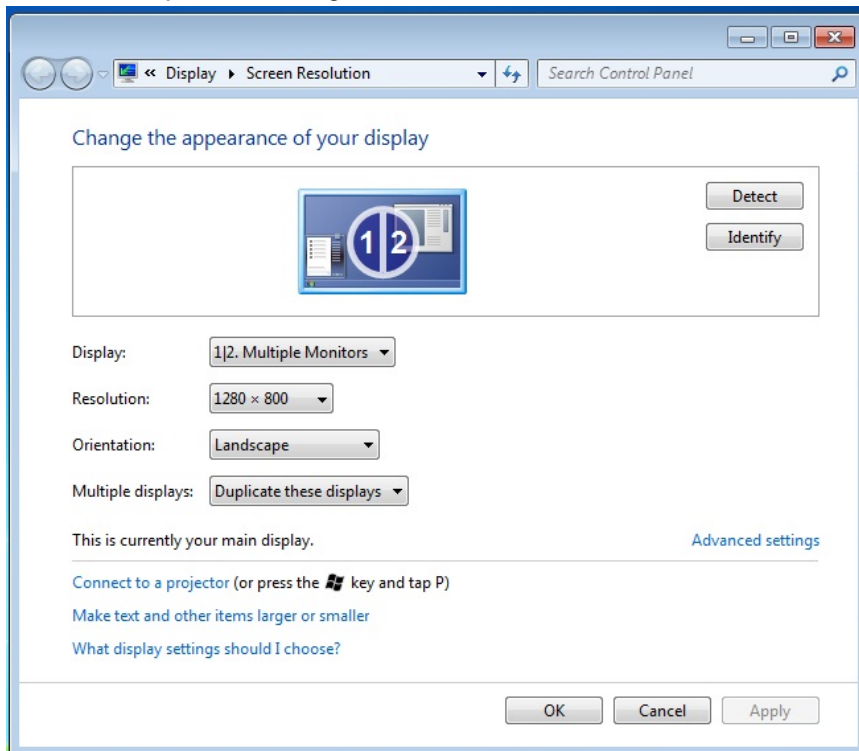 « Display ▸ Screen Resolution
Search Control Panel
Change the appearance of your display
1|2
Detect
Identify
Display: 1|2. Multiple Monitors
Resolution: 1280 × 800
Orientation: Landscape
Multiple displays: Duplicate these displays
This is currently your main display. Advanced settings
Connect to a projector (or press the key and tap P)
Make text and other items larger or smaller
What display settings should I choose?
OK Cancel Apply